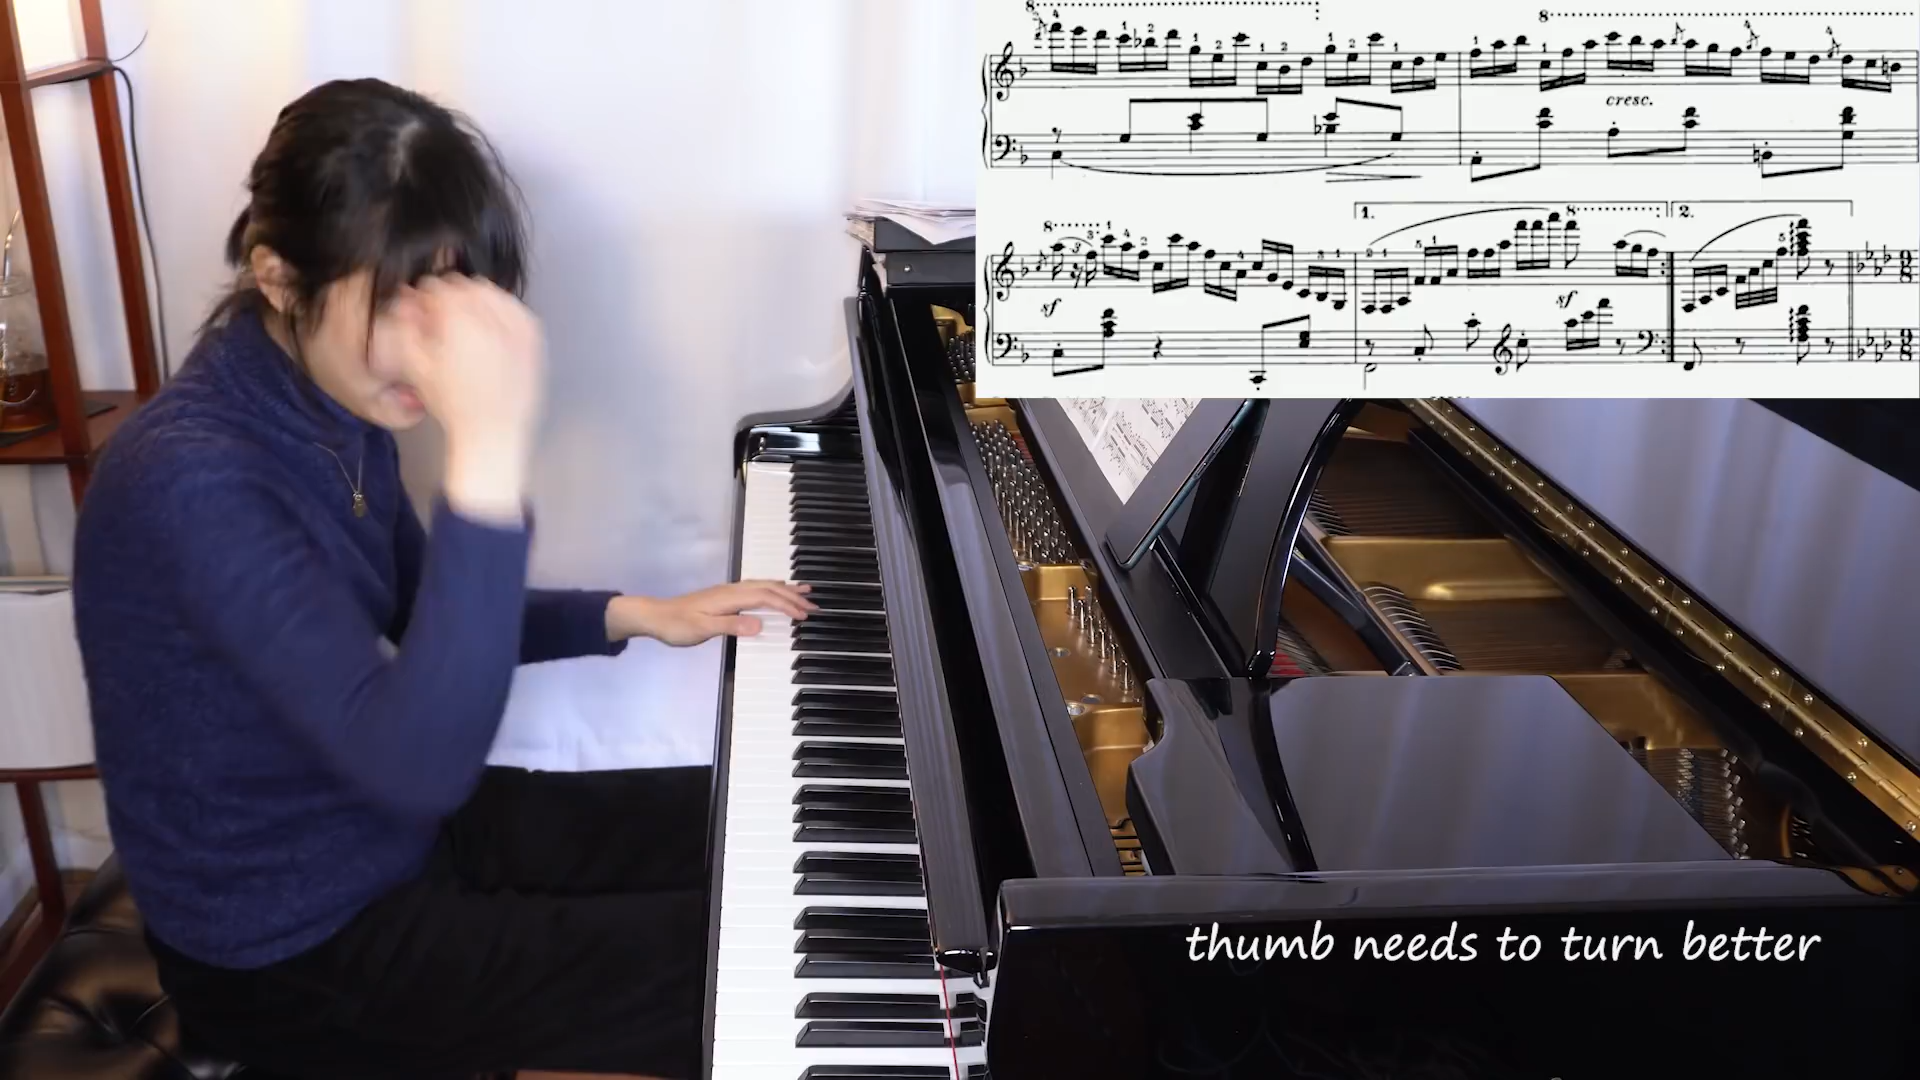 cresc.
sf
1.
sf
2.
thumb needs to turn better